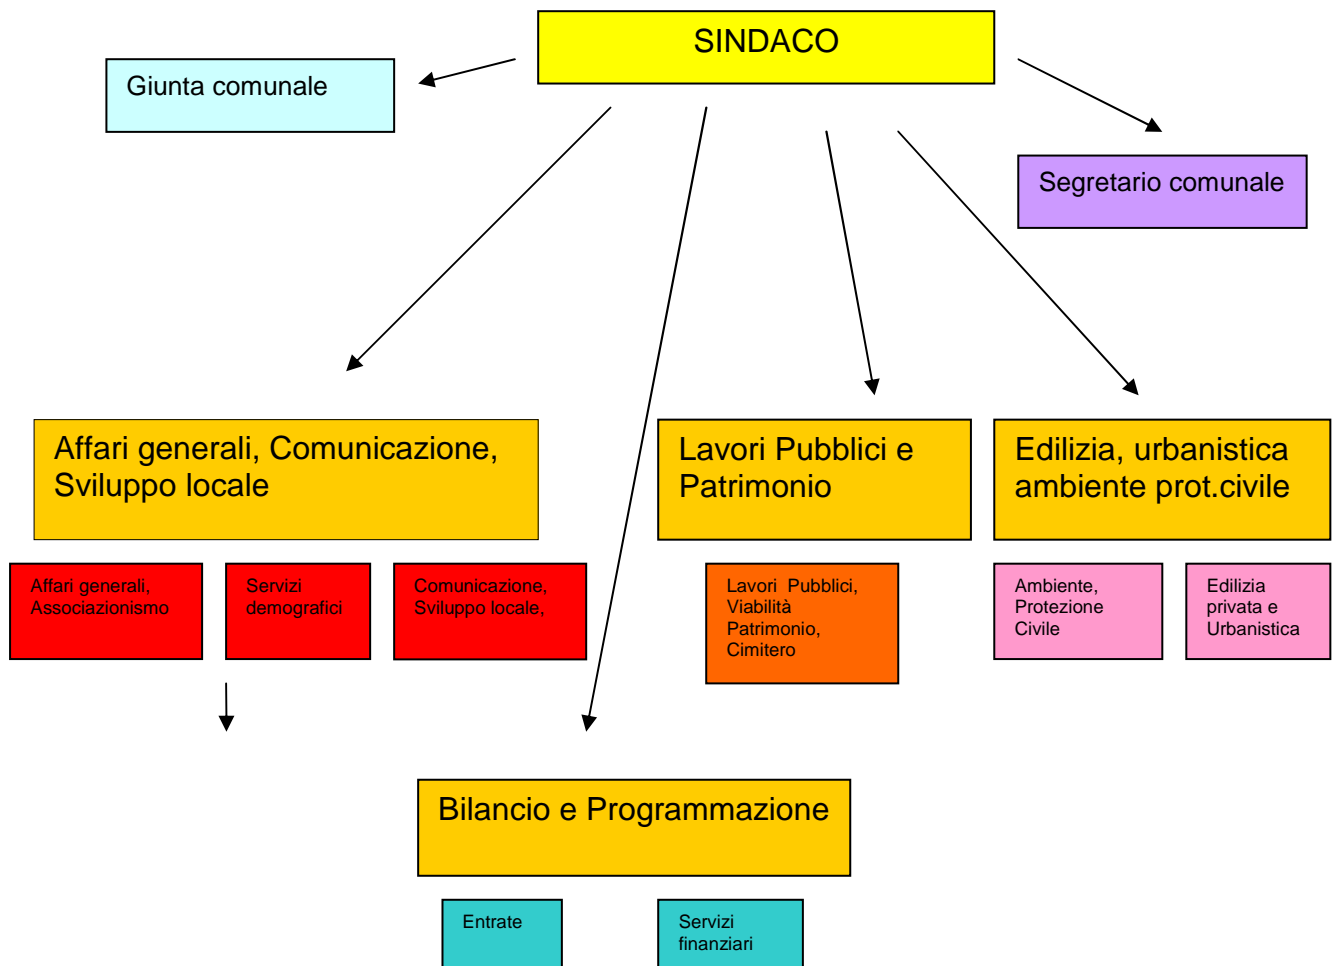 SINDACO
Giunta comunale
Segretario comunale
Affari generali, Comunicazione,
Sviluppo locale
Lavori Pubblici e
Patrimonio
Edilizia, urbanistica
ambiente prot.civile
Affari generali,
Associazionismo
Servizi
demografici
Comunicazione,
Sviluppo locale,
Lavori Pubblici,
Viabilità
Patrimonio,
Cimitero
Ambiente,
Protezione
Civile
Edilizia
privata e
Urbanistica
Bilancio e Programmazione
Entrate
Servizi
finanziari